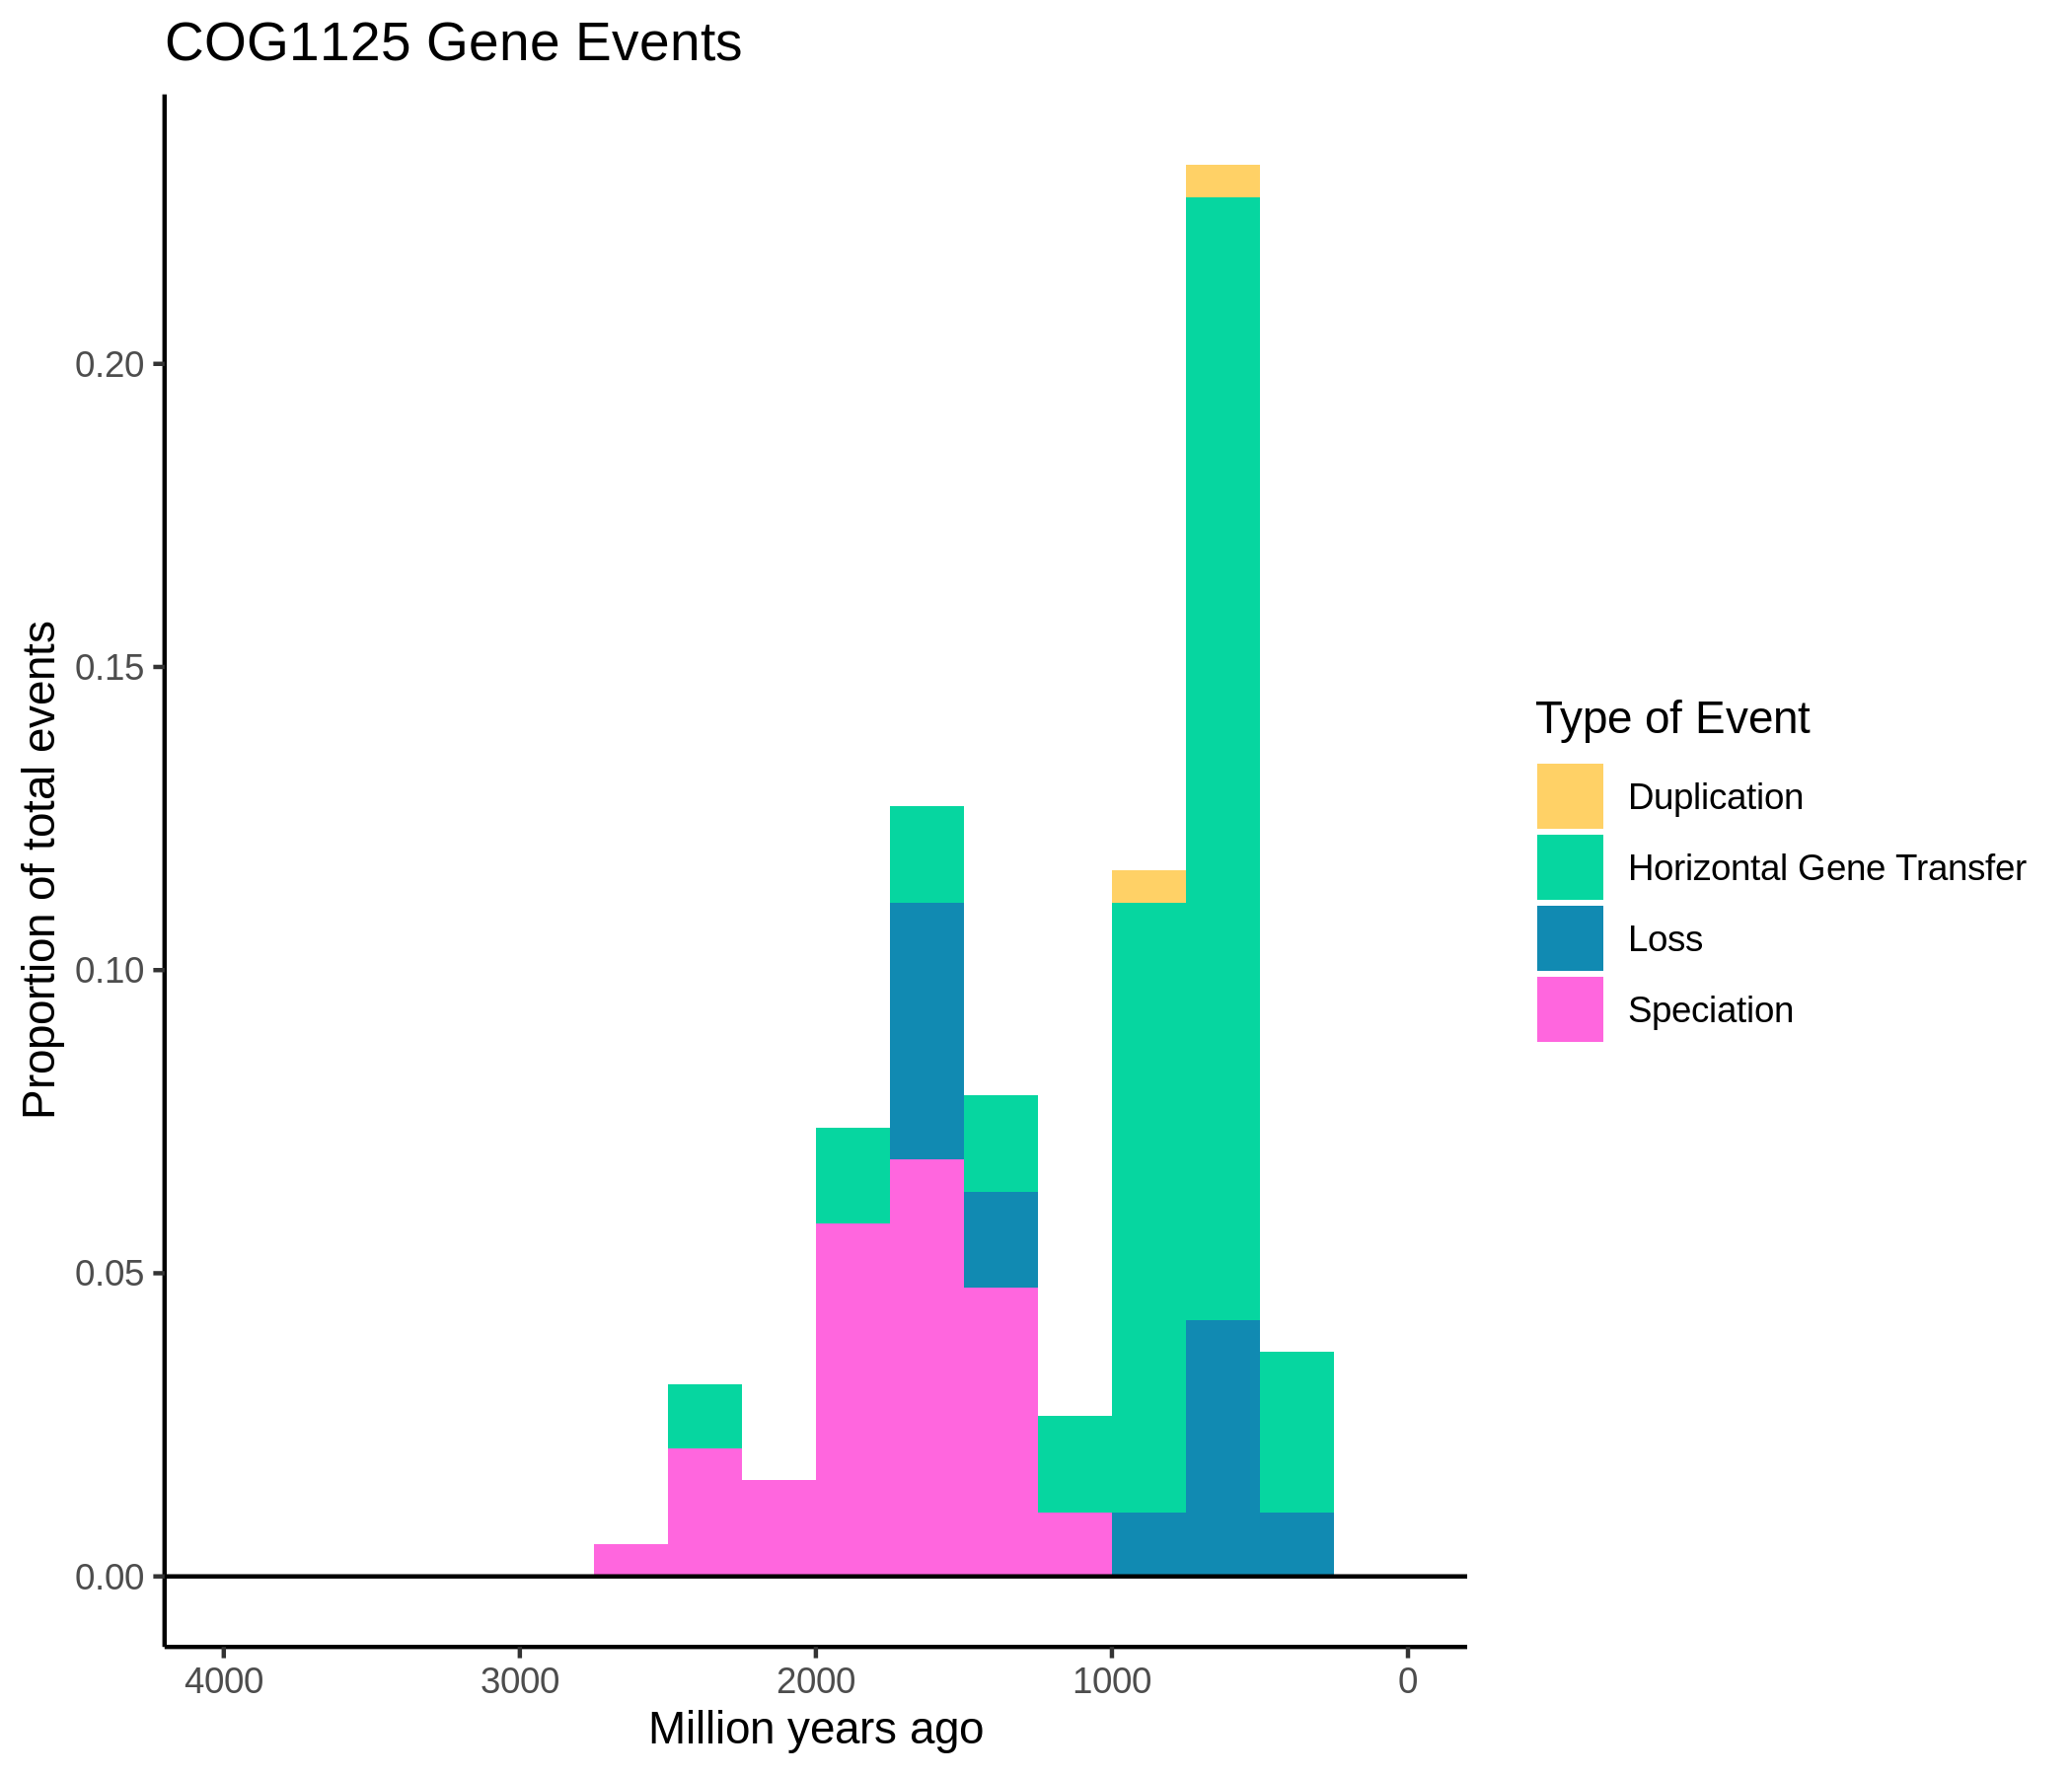 COG1125 Gene Events
Proportion of total events
0.20
0.15
0.10
0.05
0.00
4000 3000 2000 1000 0
Million years ago
Type of Event
Duplication
Horizontal Gene Transfer
Loss
Speciation